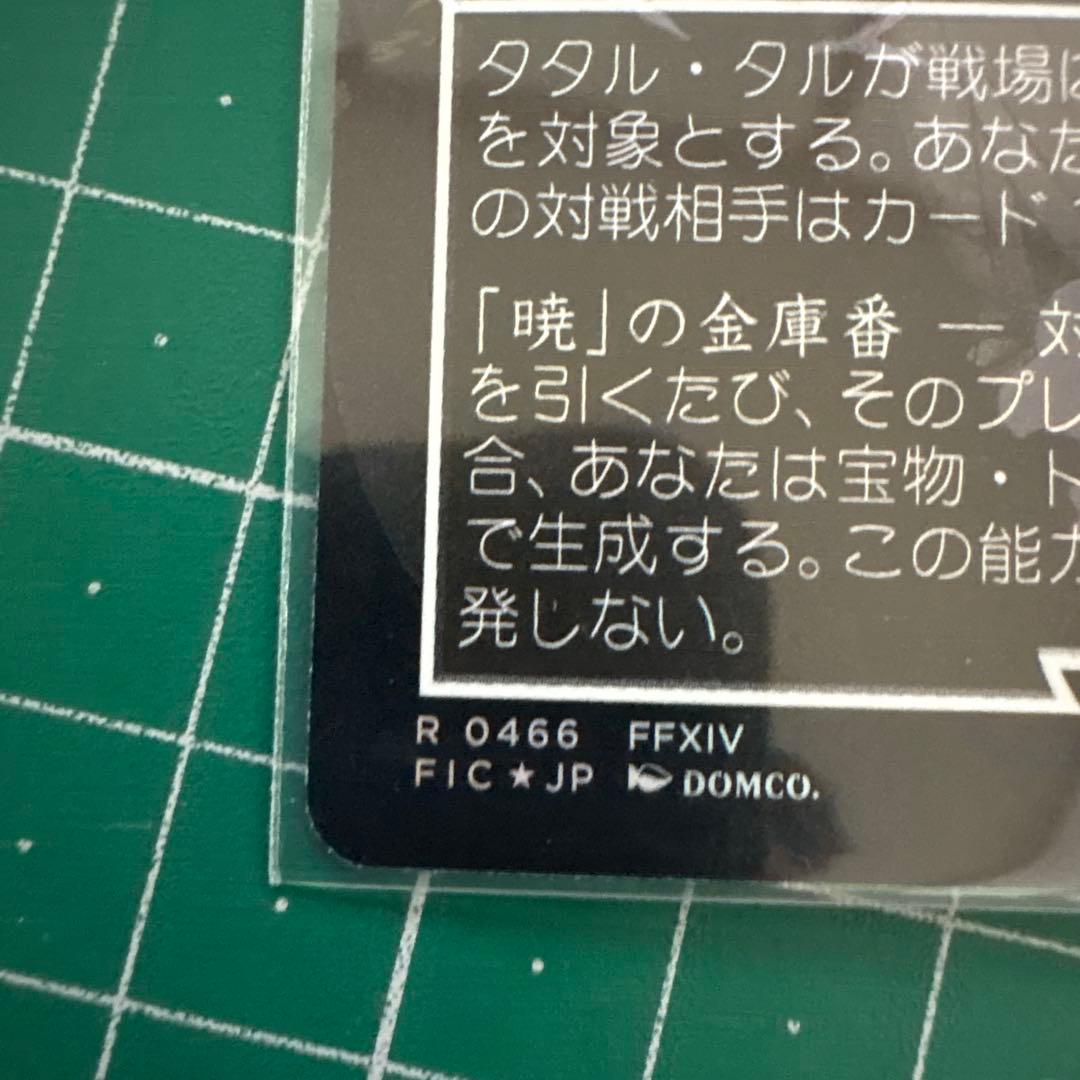 タタル・タルが戦場に
を対象とする。あなた
の対戦相手はカード
「暁」の金庫番 ― 対
を引くたび、そのプレ
合、あなたは宝物・ト
で生成する。この能力
発しない。
R 0466 FFXIV
FIC★JP DOMCO.